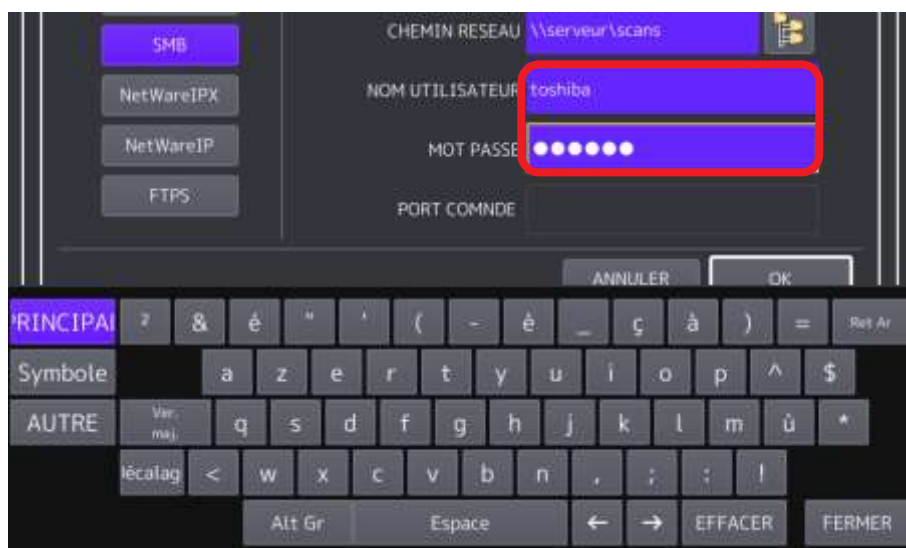 SMB
CHEMIN RESEAU \\serveur\scans
NetWareIPX
NOM UTILISATEUR toshiba
NetWareIP
MOT PASSE ●●●●●●
FTPS
PORT COMNDE
ANNULER OK
PRINCIPAL ² & é " ' ( - è _ ç à ) = Ret Ar
Symbole a z e r t y u i o p ^ $
AUTRE Ver. maj. q s d f g h j k l m ù *
écalag < w x c v b n , ; : !
Alt Gr Espace ← → EFFACER FERMER